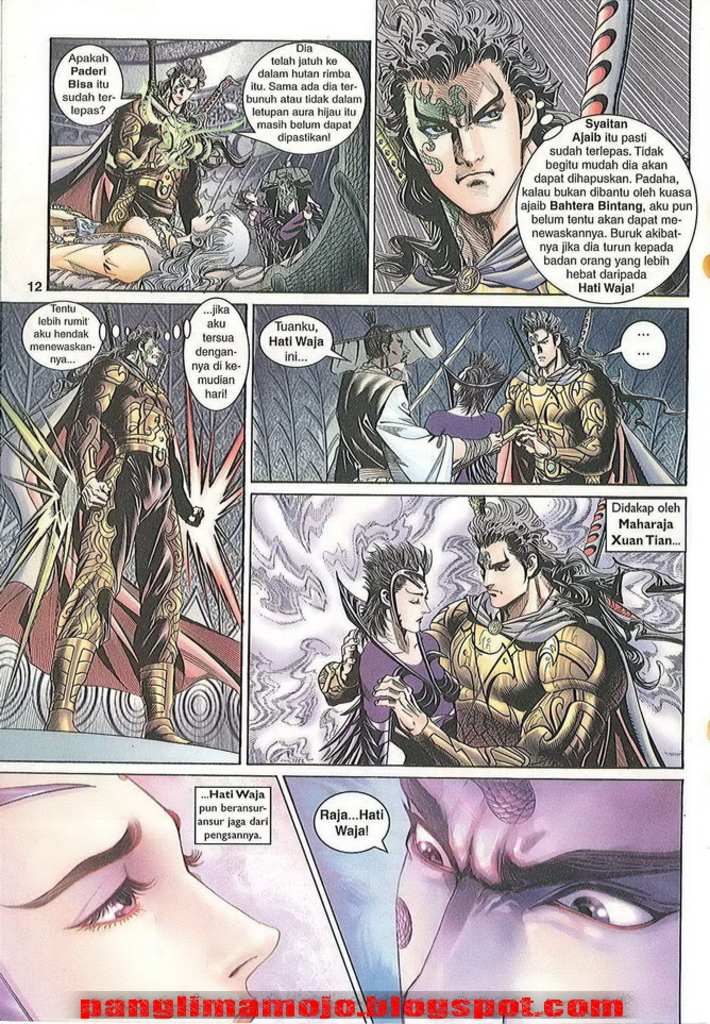 Apakah
Paderi
Bisa itu
sudah ter-
lepas?
Dia
telah jatuh ke
dalam hutan rimba
itu. Sama ada dia ter-
bunuh atau tidak dalam
letupan aura hijau itu
masih belum dapat
dipastikan!
Syaitan
Ajaib itu pasti
sudah terlepas. Tidak
begitu mudah dia akan
dapat dihapuskan. Padaha,
kalau bukan dibantu oleh kuasa
ajaib Bahtera Bintang, aku pun
belum tentu akan dapat me-
newaskannya. Buruk akibat-
nya jika dia turun kepada
badan orang yang lebih
hebat daripada
Hati Waja!
12
Tentu
lebih rumit
aku hendak
menewaskan-
nya...
...jika
aku
tersua
dengan-
nya di ke-
mudian
hari!
Tuanku,
Hati Waja
ini...
...
...
Didakap oleh
Maharaja
Xuan Tian...
...Hati Waja
pun beransur-
ansur jaga dari
pengsannya.
Raja...Hati
Waja!
panglimamojo.blogspot.com